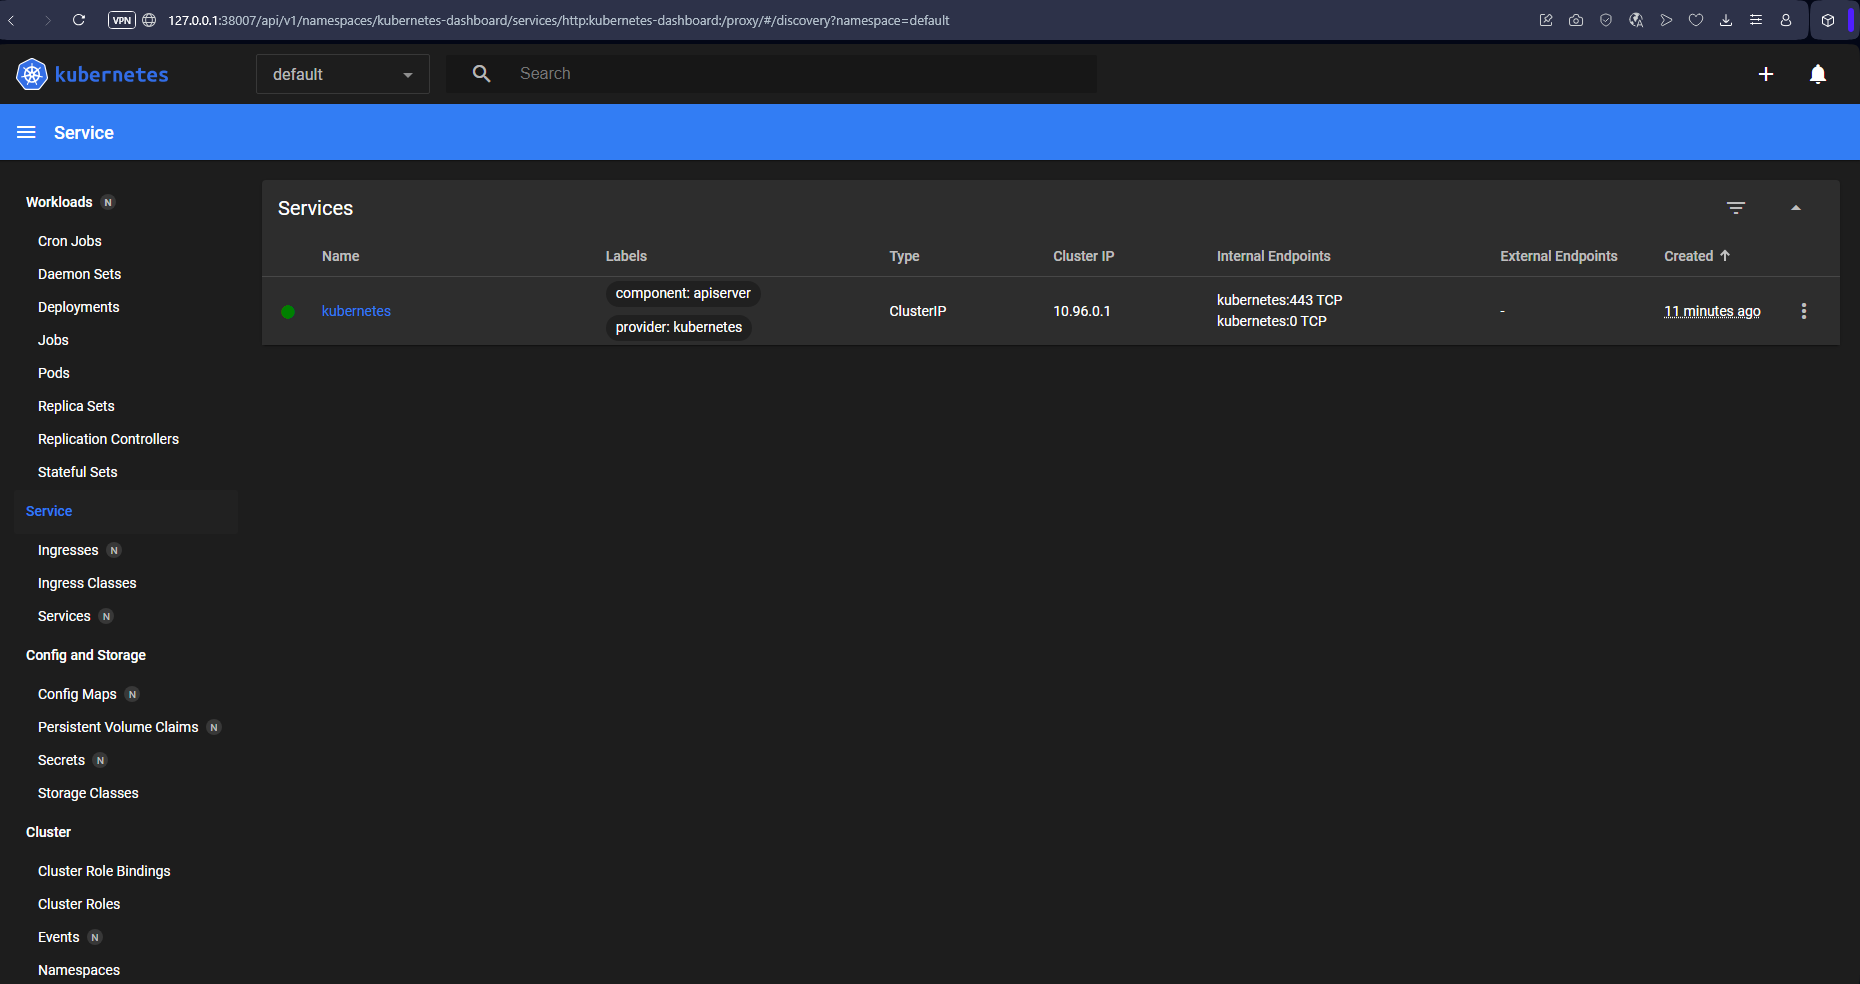 VPN 127.0.0.1:38007/api/v1/namespaces/kubernetes-dashboard/services/http:kubernetes-dashboard:/proxy/#/discovery?namespace=default
kubernetes
default
Search
Service
Workloads N
Cron Jobs
Daemon Sets
Deployments
Jobs
Pods
Replica Sets
Replication Controllers
Stateful Sets
Service
Ingresses N
Ingress Classes
Services N
Config and Storage
Config Maps N
Persistent Volume Claims N
Secrets N
Storage Classes
Cluster
Cluster Role Bindings
Cluster Roles
Events N
Namespaces
Services
Name Labels Type Cluster IP Internal Endpoints External Endpoints Created
kubernetes
component: apiserver
provider: kubernetes
ClusterIP
10.96.0.1
kubernetes:443 TCP
kubernetes:0 TCP
-
11 minutes ago